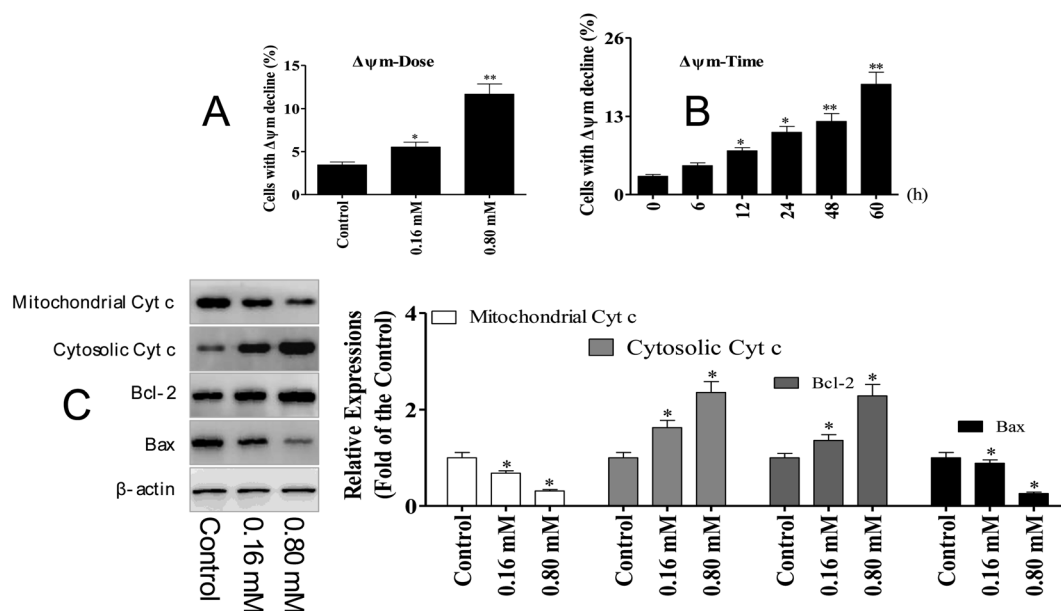 A
Δψm-Dose
Cells with Δψm decline (%)
15
10
5
0
*
**
Control
0.16 mM
0.80 mM
B
Δψm-Time
Cells with Δψm decline (%)
26
13
0
*
*
**
**
0
6
12
24
48
60
(h)
C
Mitochondrial Cyt c
Cytosolic Cyt c
Bcl-2
Bax
β-actin
Control
0.16 mM
0.80 mM
Relative Expressions
(Fold of the Control)
4
2
0
Mitochondrial Cyt c
Cytosolic Cyt c
Bcl-2
Bax
*
*
*
*
*
*
*
*
Control
0.16 mM
0.80 mM
Control
0.16 mM
0.80 mM
Control
0.16 mM
0.80 mM
Control
0.16 mM
0.80 mM